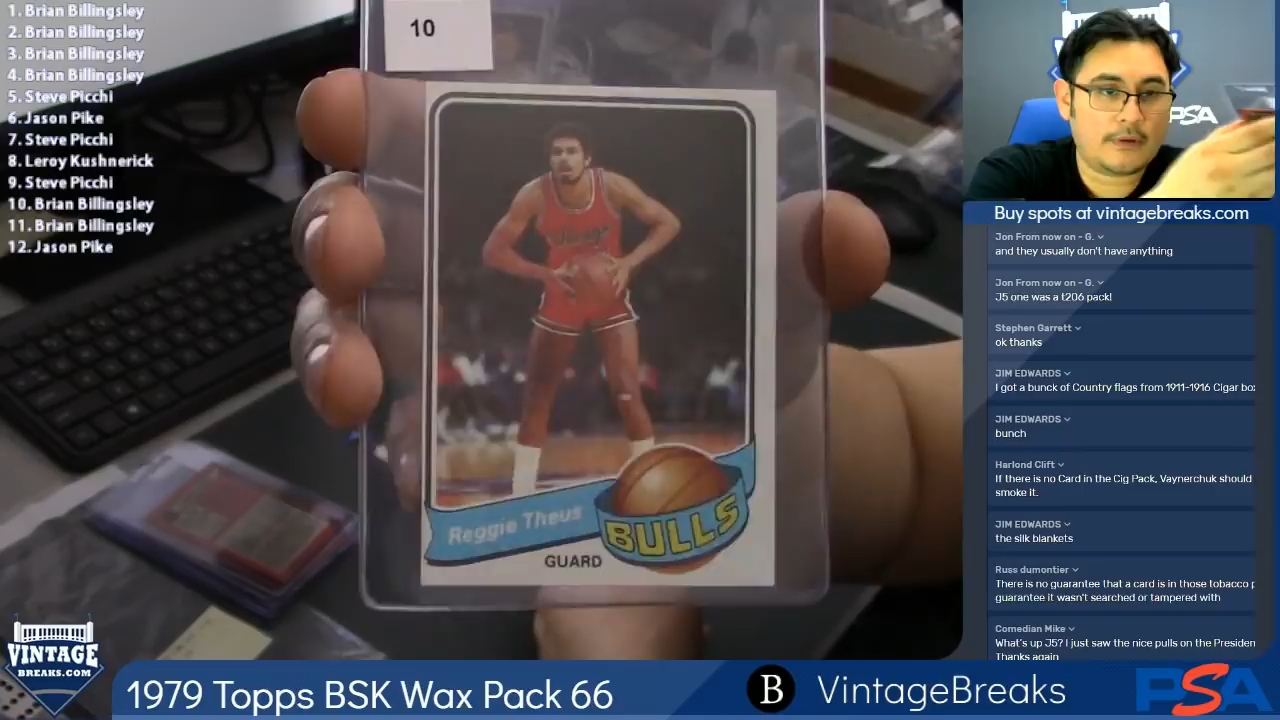 1. Brian Billingsley
2. Brian Billingsley
3. Brian Billingsley
4. Brian Billingsley
5. Steve Picchi
6. Jason Pike
7. Steve Picchi
8. Leroy Kushnerick
9. Steve Picchi
10. Brian Billingsley
11. Brian Billingsley
12. Jason Pike
10
Reggie Theus
BULLS
GUARD
PSA
Buy spots at vintagebreaks.com
Jon From now on - G.
and they usually don't have anything
Jon From now on - G.
J5 one was a t206 pack!
Stephen Garrett
ok thanks
JIM EDWARDS
I got a bunck of Country flags from 1911-1916 Cigar
JIM EDWARDS
bunch
Harlond Clift
If there is no Card in the Cig Pack, Vaynerchuk should
smoke it.
JIM EDWARDS
the silk blankets
Russ dumontier
There is no guarantee that a card is in those tobacco
guarantee it wasn't searched or tampered with
Comedian Mike
What's up J5? I just saw the nice pulls on the
Thanks again
VINTAGE
BREAKS.COM
1979 Topps BSK Wax Pack 66
B VintageBreaks
PSA